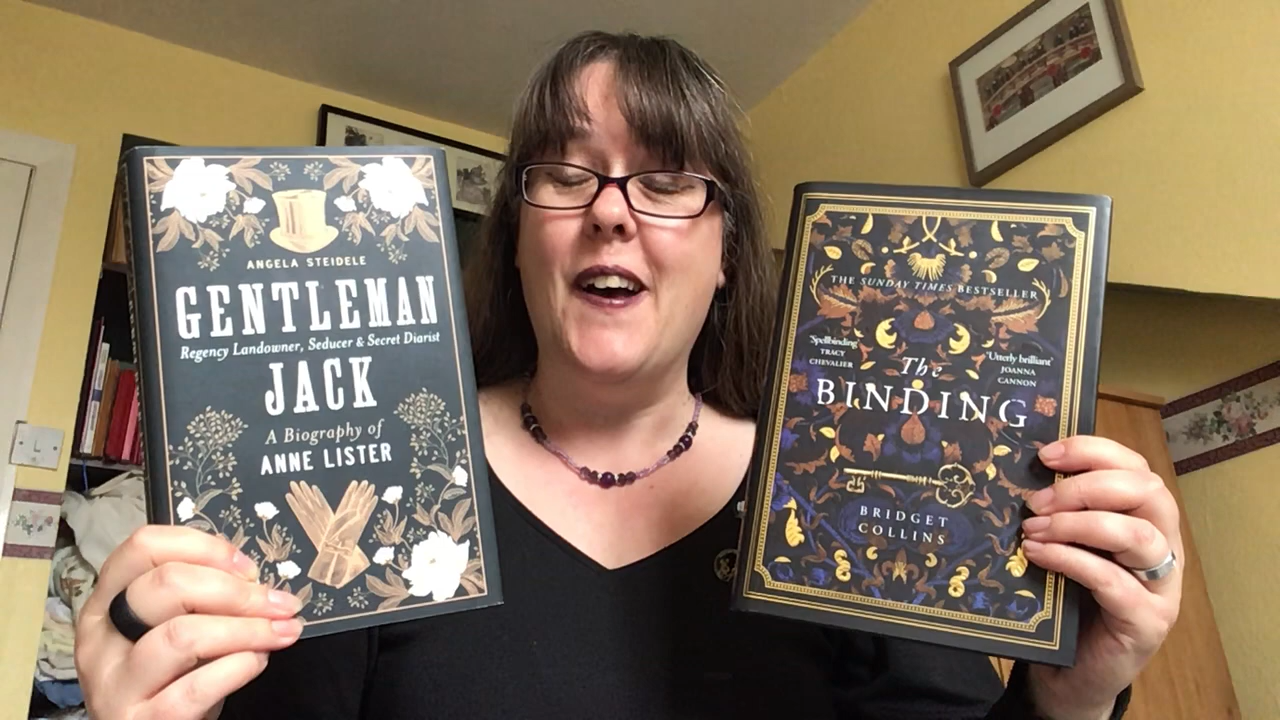 ANGELA STEIDELE
GENTLEMAN
Regency Landowner, Seducer & Secret Diarist
JACK
A Biography of
ANNE LISTER
THE SUNDAY TIMES BESTSELLER
'Spellbinding'
TRACY
CHEVALIER
'Utterly brilliant'
JOANNA
CANNON
The
BINDING
BRIDGET
COLLINS